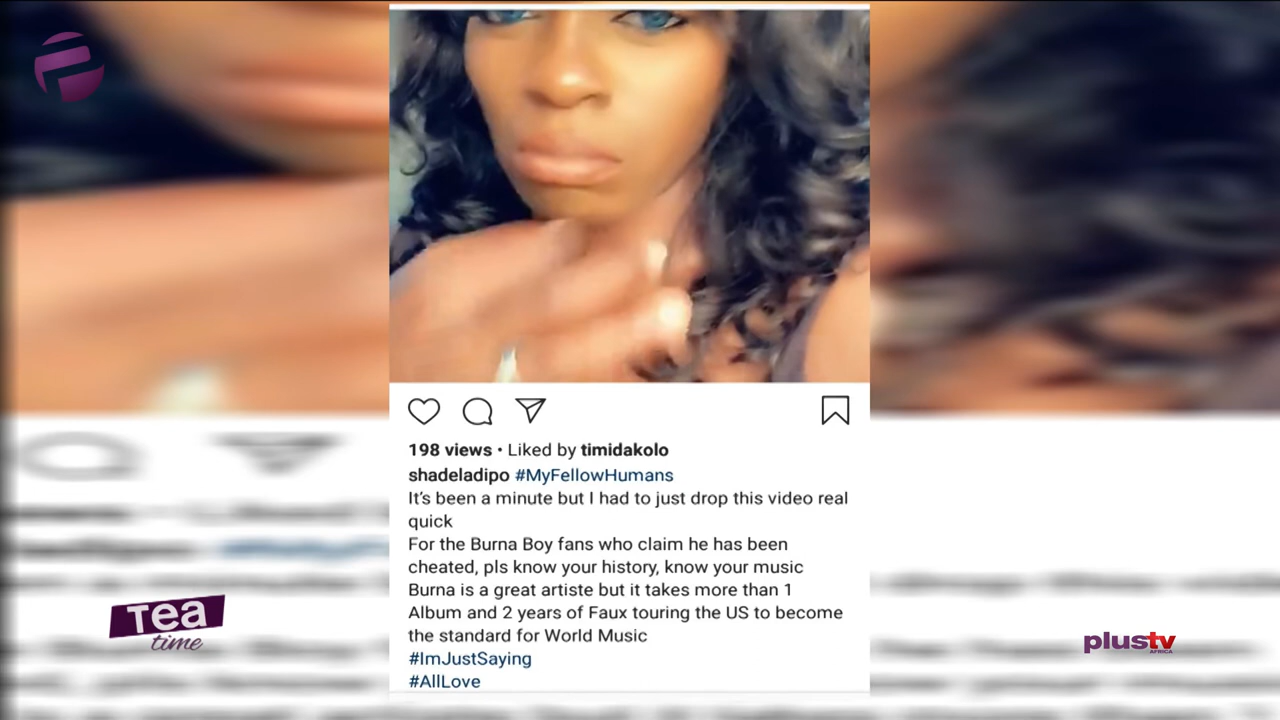 198 views • Liked by timidakolo
shadeladipo #MyFellowHumans
It's been a minute but I had to just drop this video real
quick
For the Burna Boy fans who claim he has been
cheated, pls know your history, know your music
Burna is a great artiste but it takes more than 1
Album and 2 years of Faux touring the US to become
the standard for World Music
#ImJustSaying
#AllLove
Tea
time
plustv
AFRICA